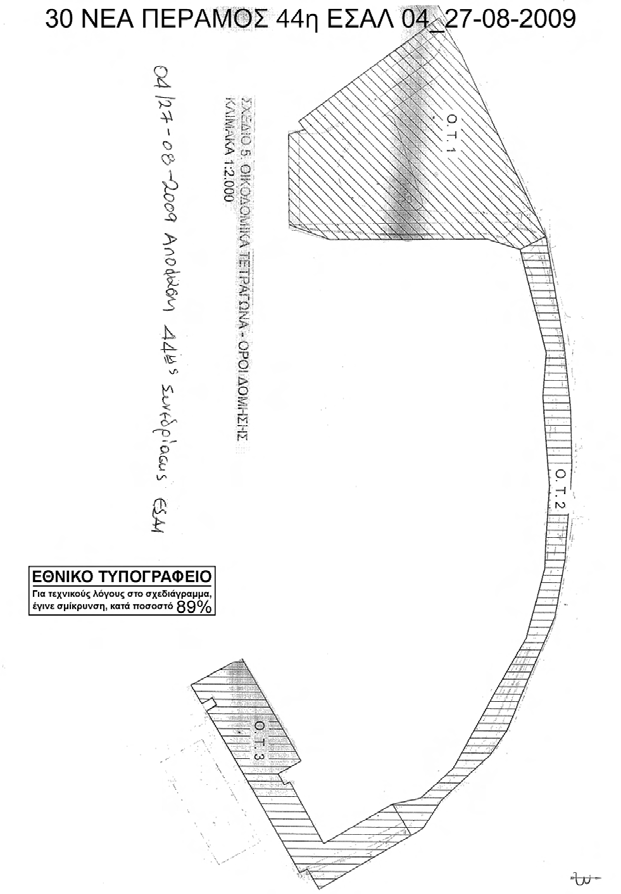 30 ΝΕΑ ΠΕΡΑΜΟΣ 44η ΕΣΑΛ 04_27-08-2009
04/27-08-2009 Απόφαση 44ης Συνεδρίασης ΕΣΑΛ
ΣΧΕΔΙΟ 5. ΟΙΚΟΔΟΜΙΚΑ ΤΕΤΡΑΓΩΝΑ - ΟΡΟΙ ΔΟΜΗΣΗΣ
ΚΛΙΜΑΚΑ 1:2.000
Ο.Τ.1
Ο.Τ.2
Ο.Τ.3
ΕΘΝΙΚΟ ΤΥΠΟΓΡΑΦΕΙΟ
Για τεχνικούς λόγους στο σχεδιάγραμμα,
έγινε σμίκρυνση, κατά ποσοστό 89%